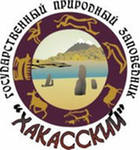 ГОСУДАРСТВЕННЫЙ ПРИРОДНЫЙ ЗАПОВЕДНИК
"ХАКАССКИЙ"